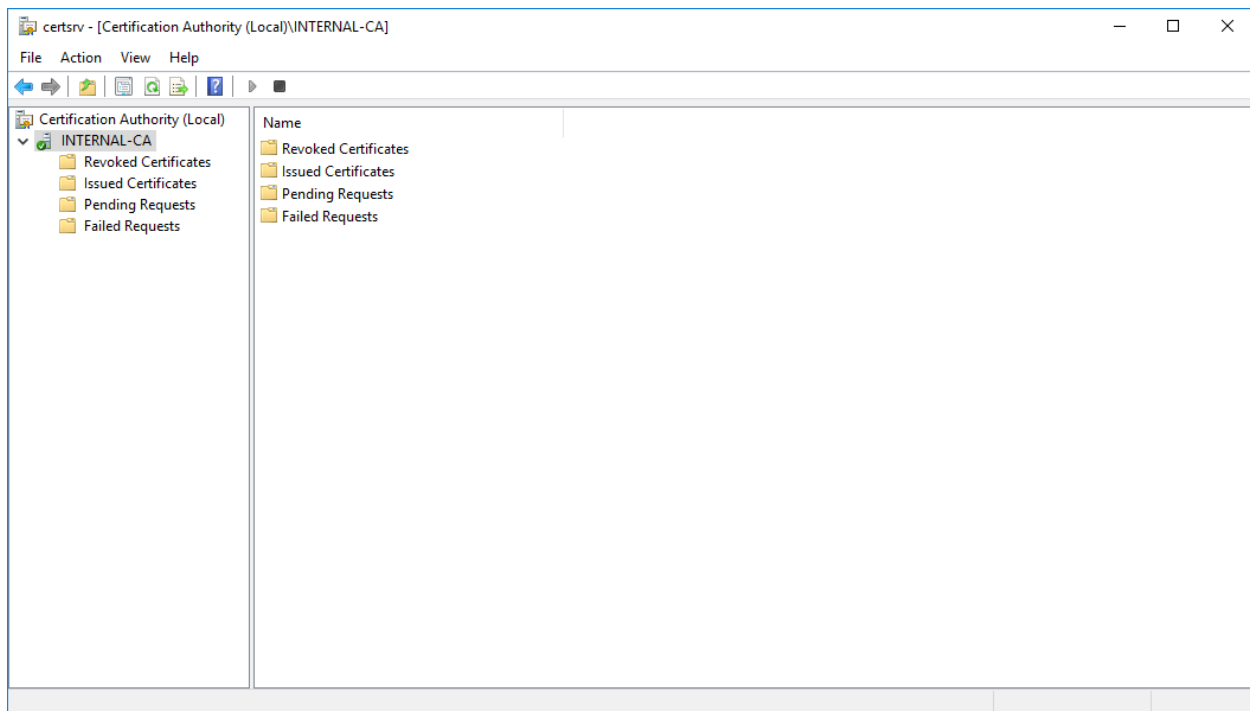 certsrv - [Certification Authority (Local)\INTERNAL-CA]
File Action View Help
Certification Authority (Local)
INTERNAL-CA
Revoked Certificates
Issued Certificates
Pending Requests
Failed Requests
Name
Revoked Certificates
Issued Certificates
Pending Requests
Failed Requests